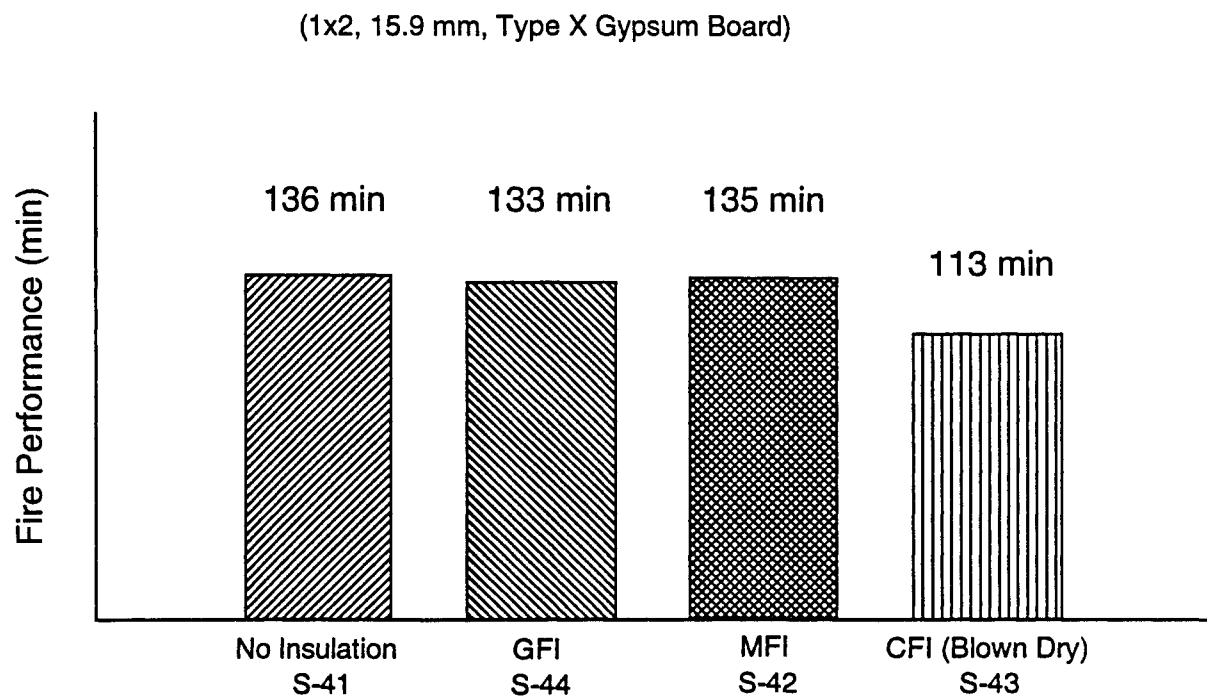 (1x2, 15.9 mm, Type X Gypsum Board)
Fire Performance (min)
136 min
133 min
135 min
113 min
No Insulation
S-41
GFI
S-44
MFI
S-42
CFI (Blown Dry)
S-43